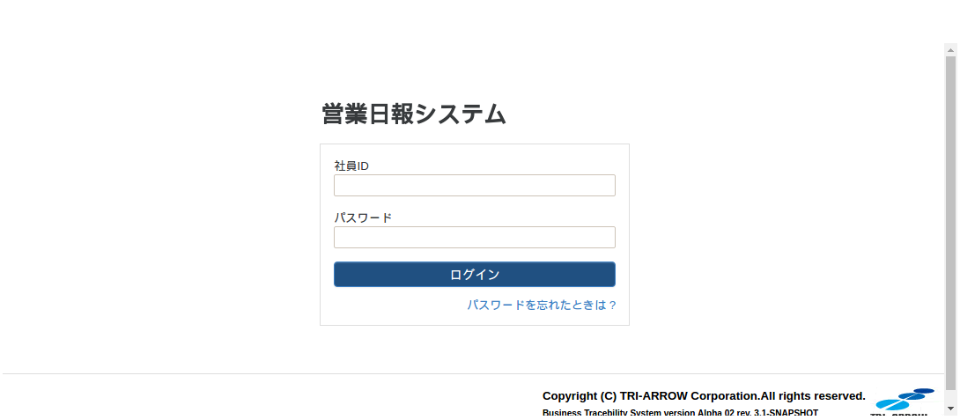 営業日報システム
社員ID
パスワード
ログイン
パスワードを忘れたときは？
Copyright (C) TRI-ARROW Corporation.All rights reserved.
Business Tracebility System version Alpha 02 rev. 3.1-SNAPSHOT
TRI-ARROW